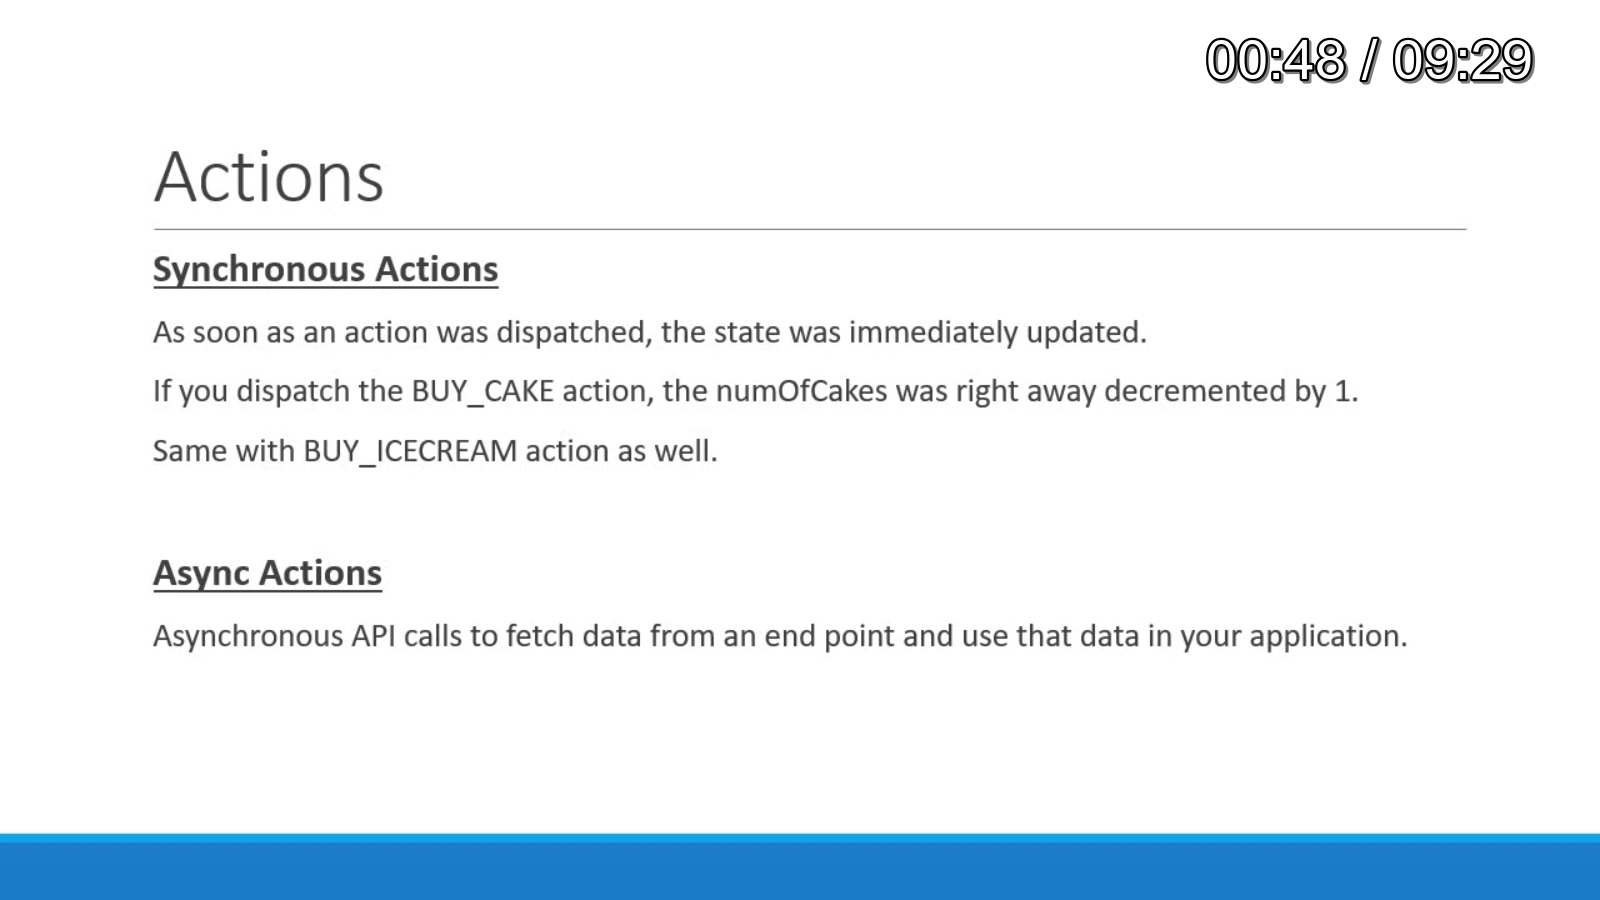 00:48 / 09:29
Actions
Synchronous Actions
As soon as an action was dispatched, the state was immediately updated.
If you dispatch the BUY_CAKE action, the numOfCakes was right away decremented by 1.
Same with BUY_ICECREAM action as well.
Async Actions
Asynchronous API calls to fetch data from an end point and use that data in your application.